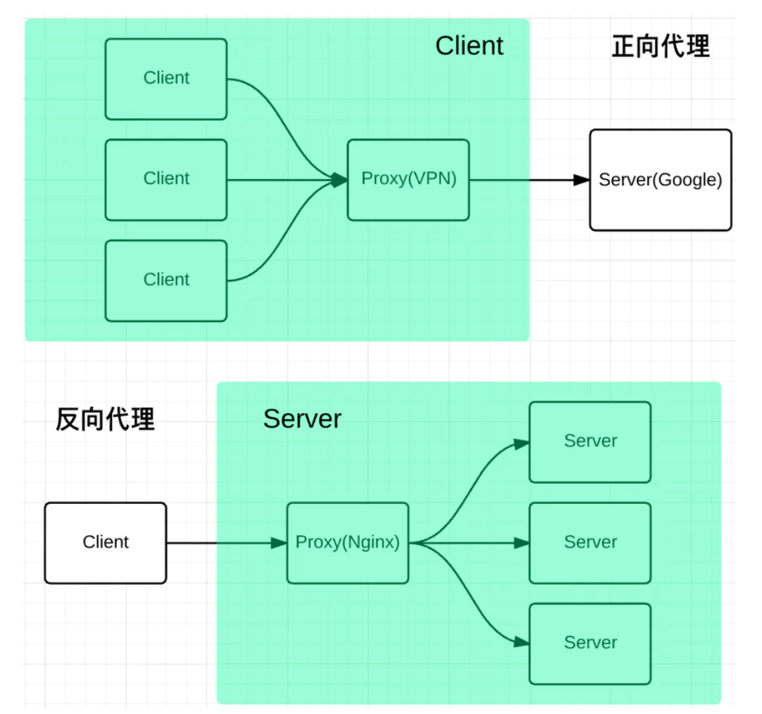 Client
正向代理
Client
Client
Client
Proxy(VPN)
Server(Google)
反向代理
Server
Client
Proxy(Nginx)
Server
Server
Server